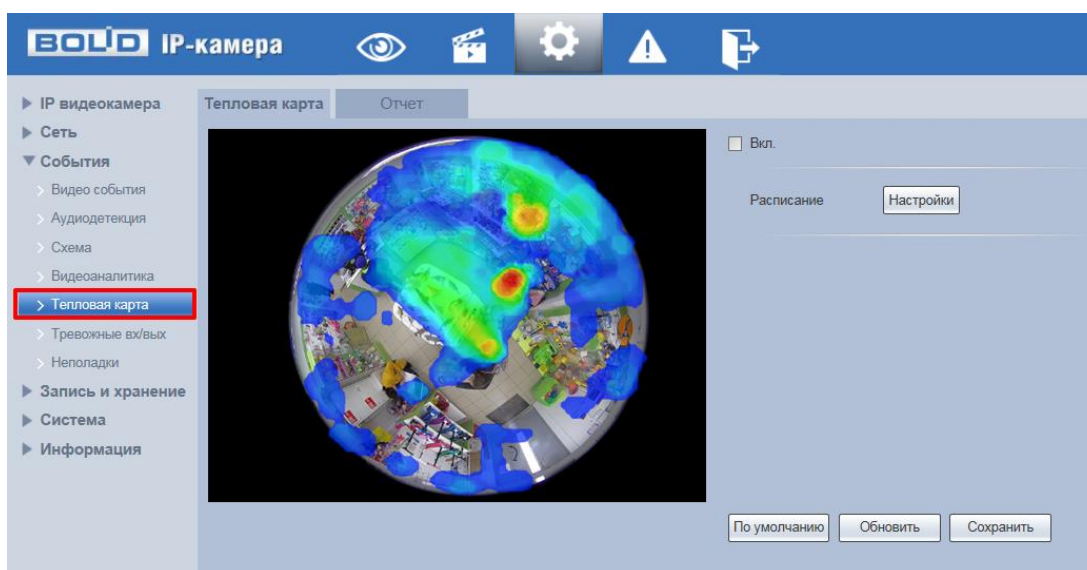 BOLID IP-камера
IP видеокамера
Сеть
События
Видео события
Аудиодетекция
Схема
Видеоаналитика
Тепловая карта
Тревожные вх/вых
Неполадки
Запись и хранение
Система
Информация
Тепловая карта Отчет
Вкл.
Расписание Настройки
По умолчанию Обновить Сохранить